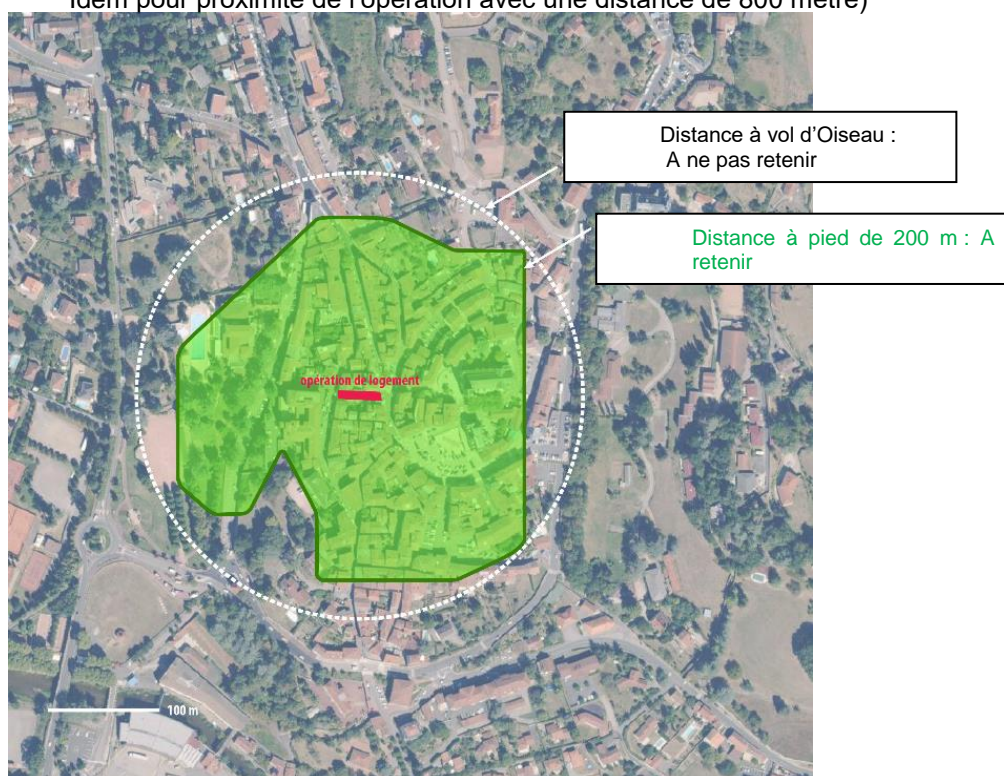 Idem pour proximité de l'opération avec une distance de 800 mètre)
Distance à vol d'Oiseau :
A ne pas retenir
Distance à pied de 200 m : A
retenir
opération de logement
100 m